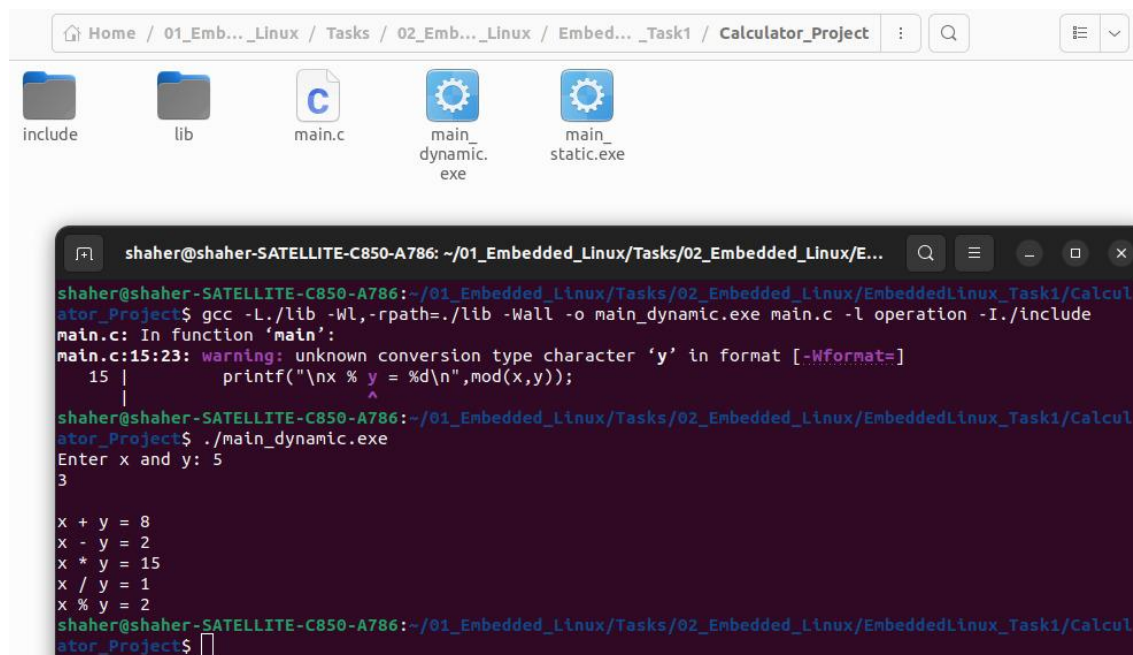 Home / 01_Emb..._Linux / Tasks / 02_Emb..._Linux / Embed... _Task1 / Calculator_Project
include
lib
C
main.c
main_
dynamic.
exe
main_
static.exe
shaher@shaher-SATELLITE-C850-A786: ~/01_Embedded_Linux/Tasks/02_Embedded_Linux/E...
shaher@shaher-SATELLITE-C850-A786:~/01_Embedded_Linux/Tasks/02_Embedded_Linux/EmbeddedLinux_Task1/Calcul
ator_Project$ gcc -L./lib -Wl,-rpath=./lib -Wall -o main_dynamic.exe main.c -l operation -I./include
main.c: In function ‘main’:
main.c:15:23: warning: unknown conversion type character ‘y’ in format [-Wformat=]
15 | printf("\nx % y = %d\n",mod(x,y));
| ^
shaher@shaher-SATELLITE-C850-A786:~/01_Embedded_Linux/Tasks/02_Embedded_Linux/EmbeddedLinux_Task1/Calcul
ator_Project$ ./main_dynamic.exe
Enter x and y: 5
3
x + y = 8
x - y = 2
x * y = 15
x / y = 1
x % y = 2
shaher@shaher-SATELLITE-C850-A786:~/01_Embedded_Linux/Tasks/02_Embedded_Linux/EmbeddedLinux_Task1/Calcul
ator_Project$